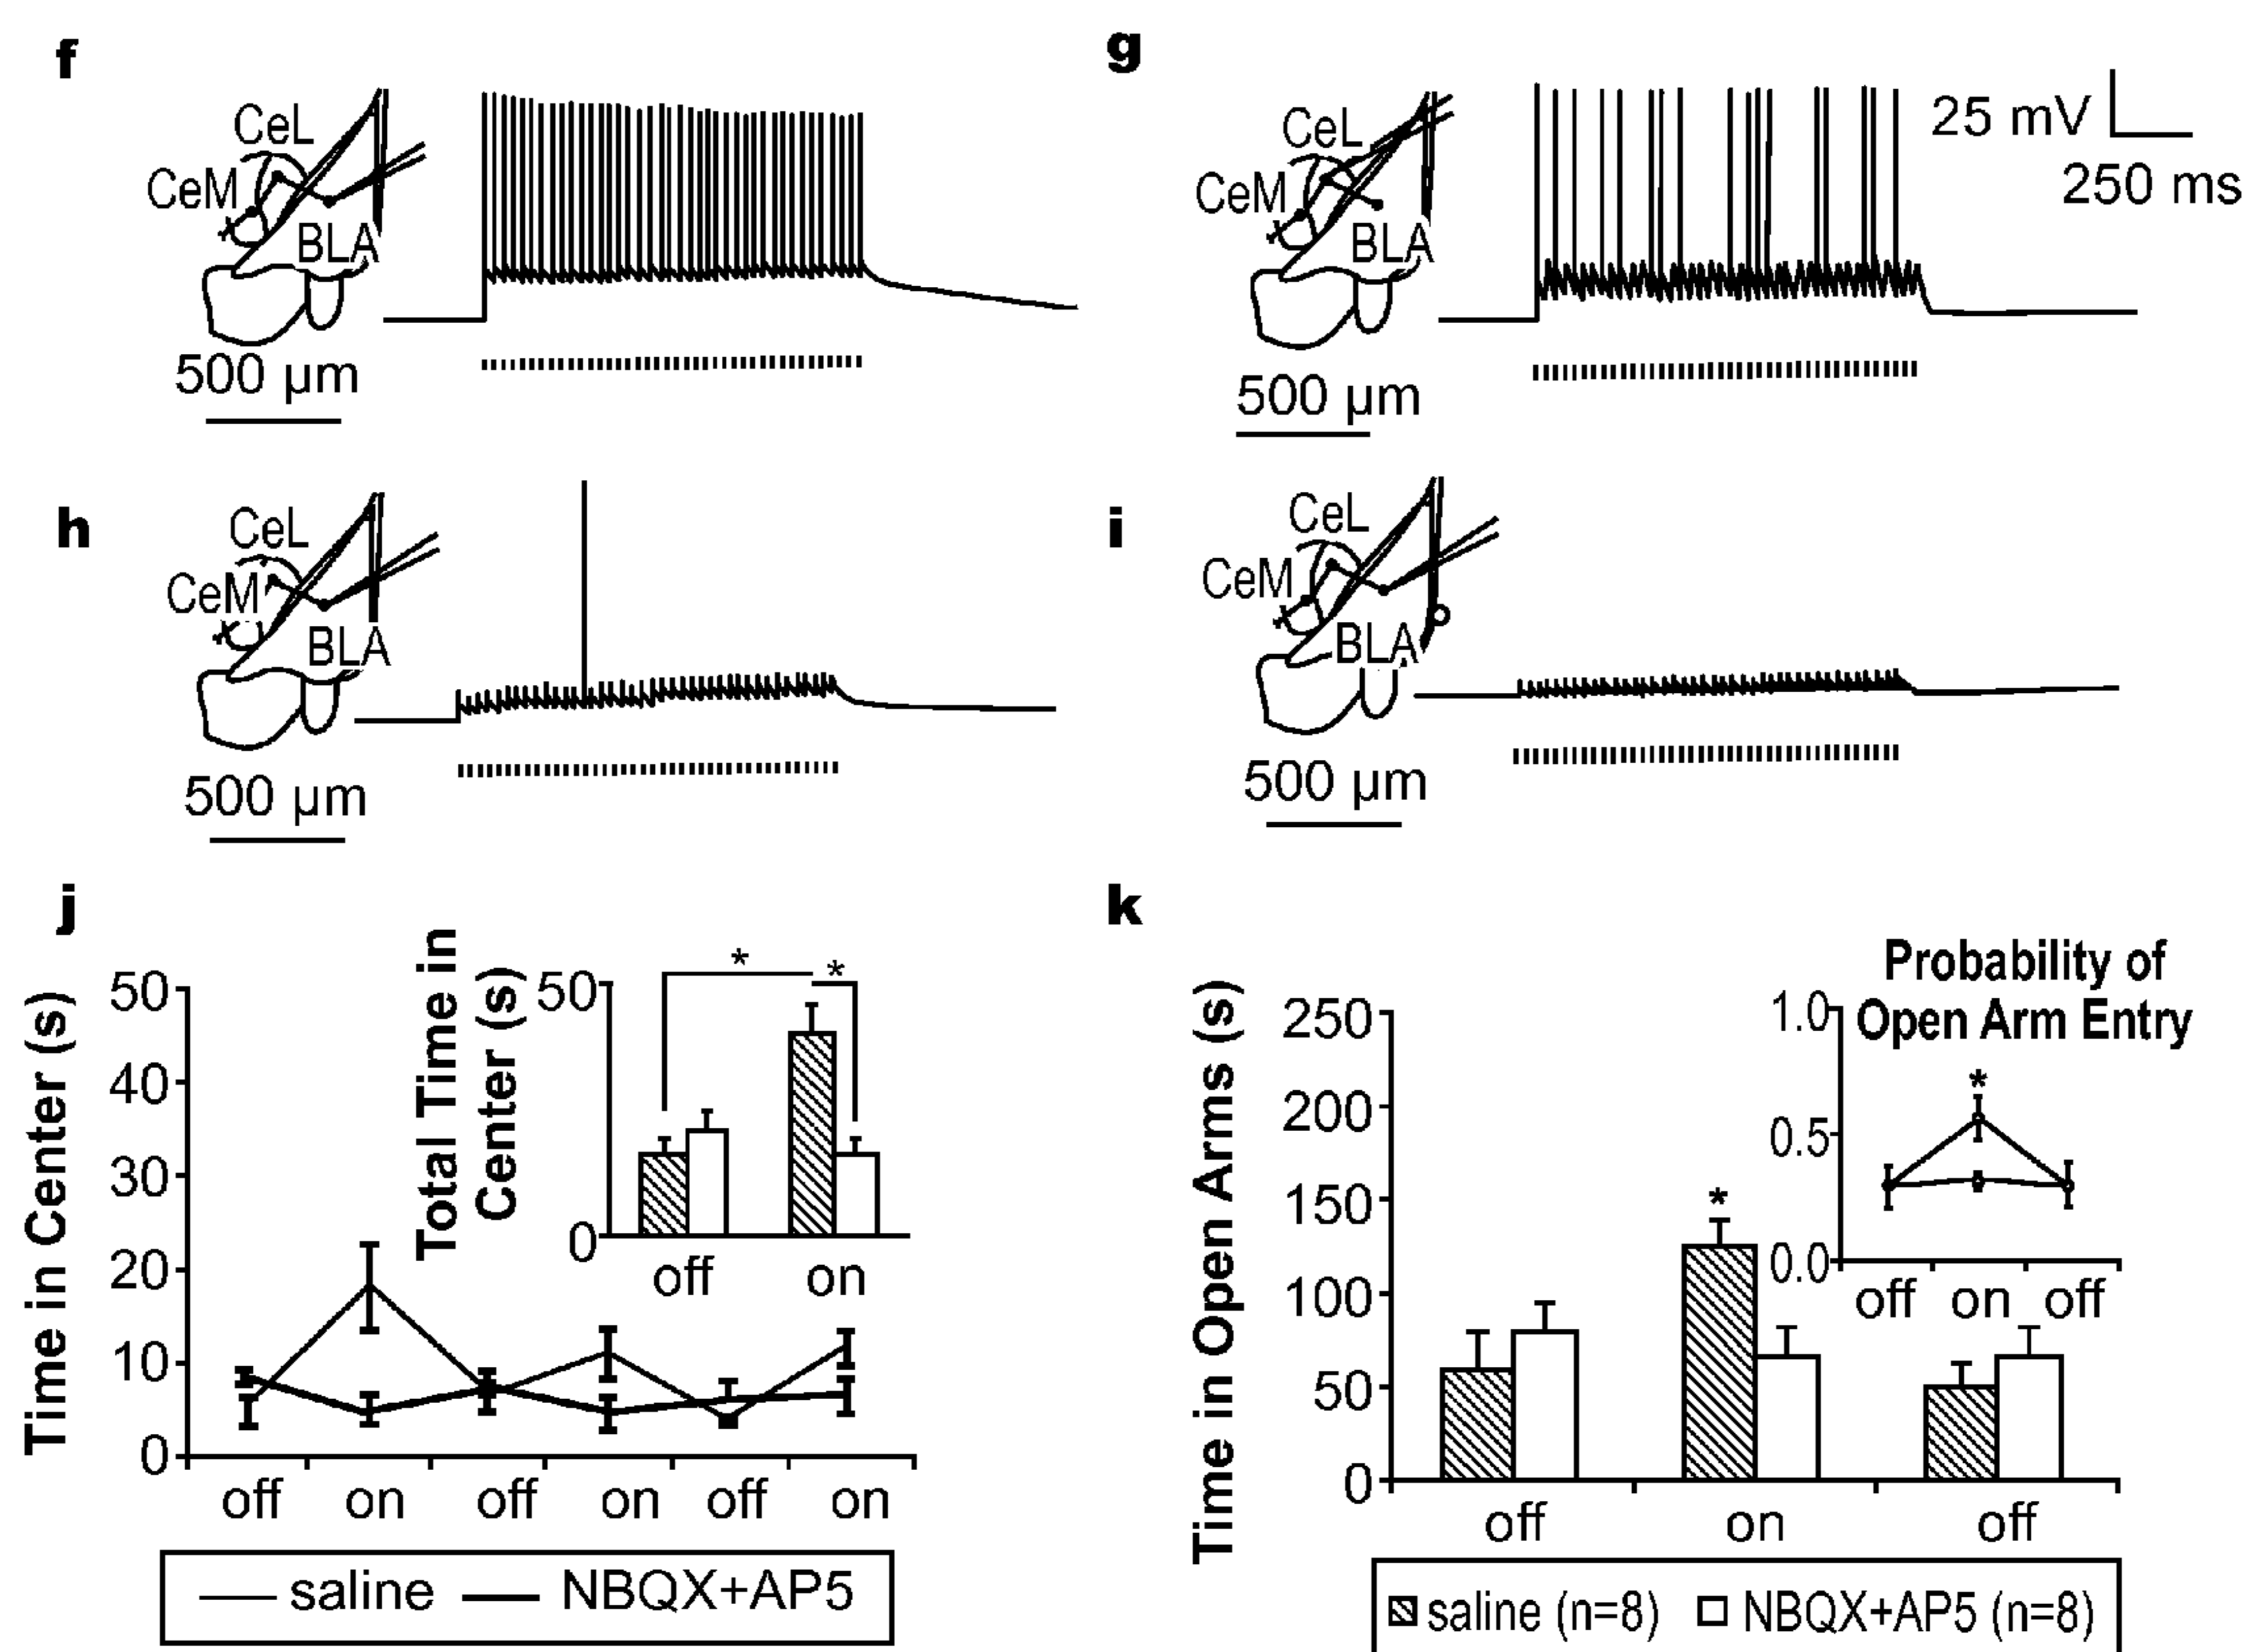 f
CeL
CeM
BLA
500 µm
g
CeL
CeM
BLA
500 µm
25 mV
250 ms
h
CeL
CeM
BLA
500 µm
i
CeL
CeM
BLA
500 µm
j
Time in Center (s)
50
40
30
20
10
0
off on off on off on
Total Time in
Center (s)
50
0
* *
off on
saline NBQX+AP5
k
Time in Open Arms (s)
250
200
150
100
50
0
*
off on off
Probability of
Open Arm Entry
1.0
0.5
0.0
*
off on off
saline (n=8) NBQX+AP5 (n=8)